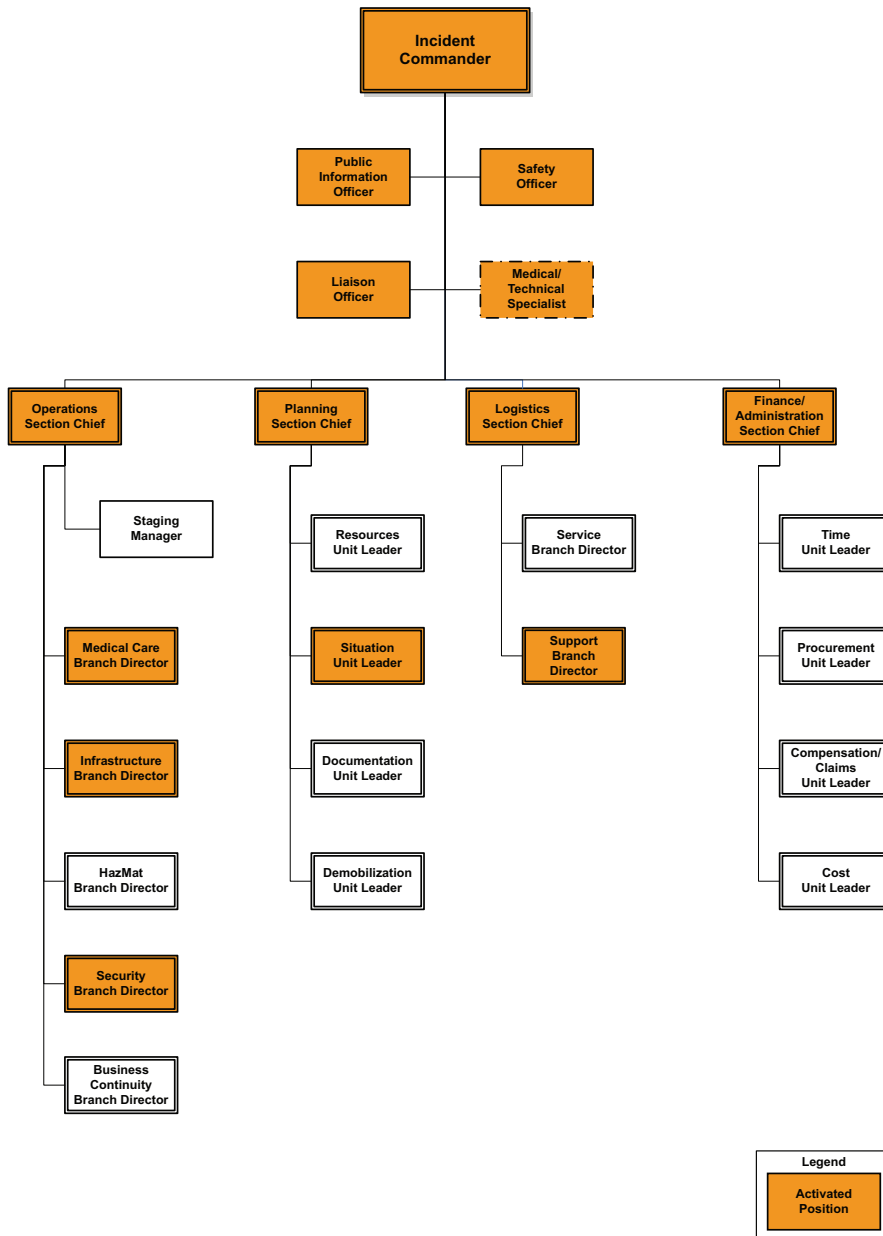 Incident
Commander
Public
Information
Officer
Safety
Officer
Liaison
Officer
Medical/
Technical
Specialist
Operations
Section Chief
Planning
Section Chief
Logistics
Section Chief
Finance/
Administration
Section Chief
Staging
Manager
Resources
Unit Leader
Service
Branch Director
Time
Unit Leader
Medical Care
Branch Director
Situation
Unit Leader
Support
Branch
Director
Procurement
Unit Leader
Infrastructure
Branch Director
Documentation
Unit Leader
Compensation/
Claims
Unit Leader
HazMat
Branch Director
Demobilization
Unit Leader
Cost
Unit Leader
Security
Branch Director
Business
Continuity
Branch Director
Legend
Activated
Position